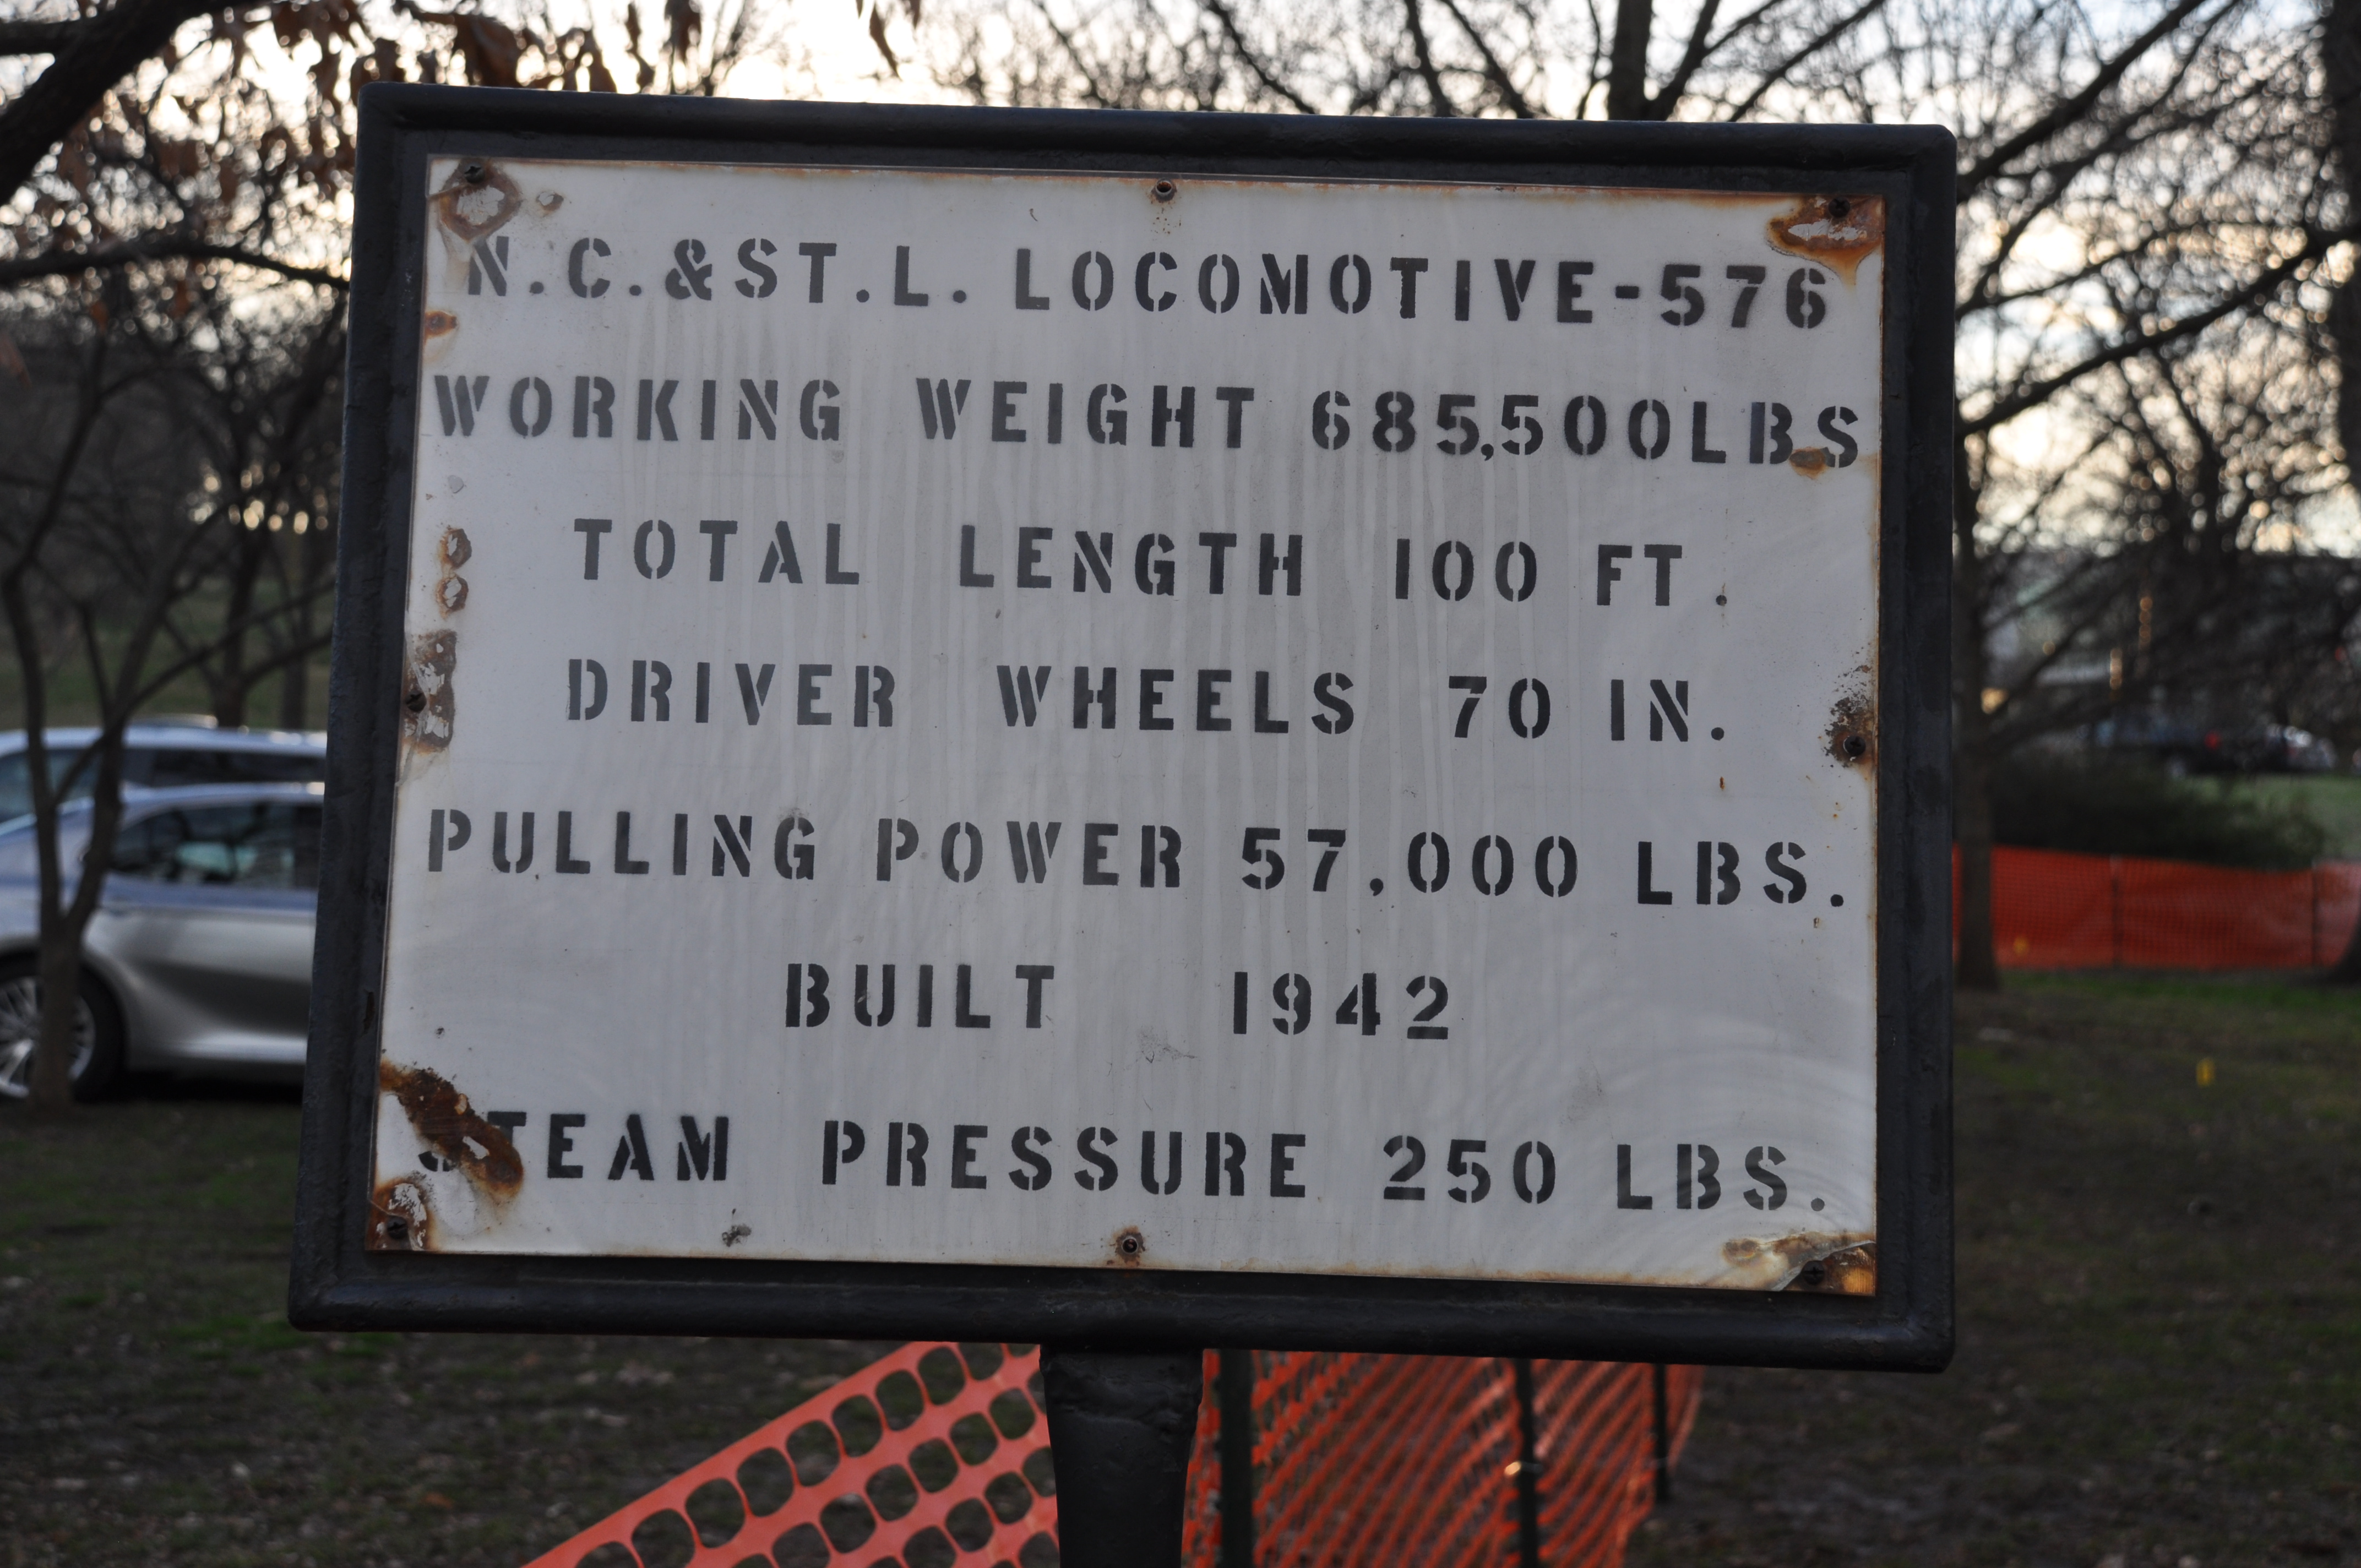 N.C.&ST.L. LOCOMOTIVE-576
WORKING WEIGHT 685,500LBS
TOTAL LENGTH 100 FT.
DRIVER WHEELS 70 IN.
PULLING POWER 57,000 LBS.
BUILT 1942
STEAM PRESSURE 250 LBS.